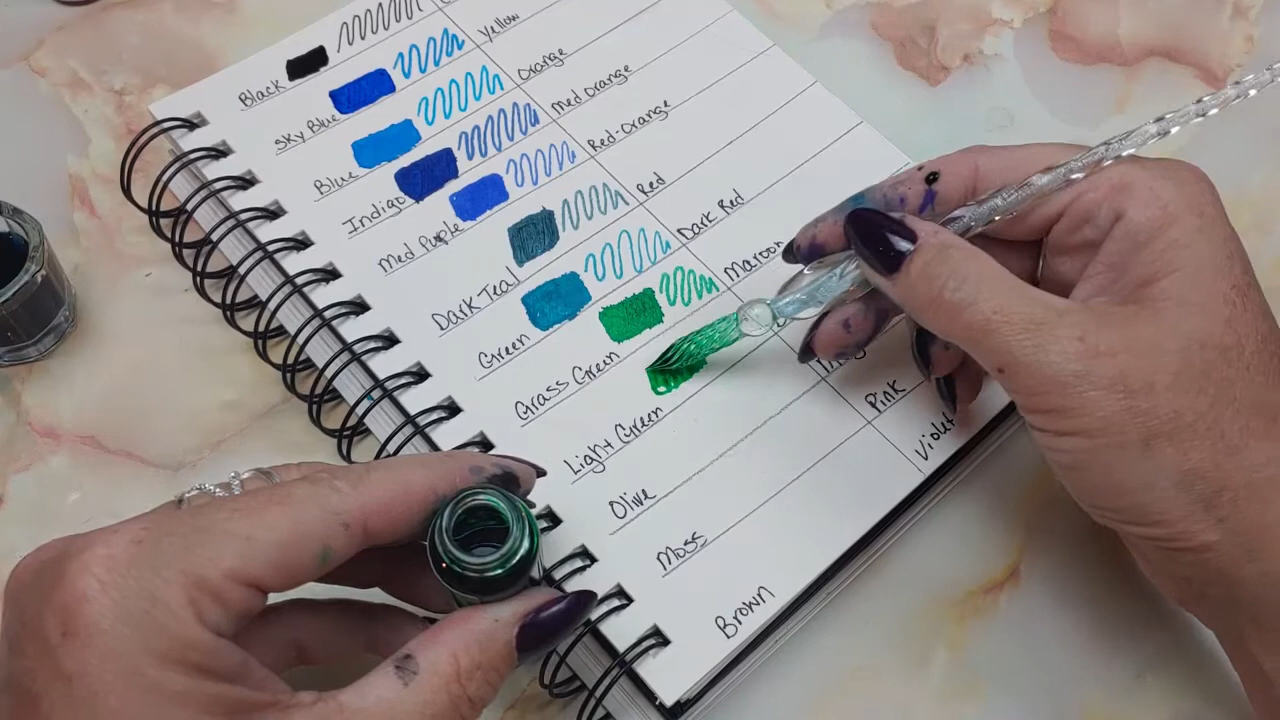 Black
Sky Blue
Blue
Indigo
Med Puple
Dark Teal
Green
Grass Green
Light Green
Olive
Moss
Brown
Yellow
Orange
Med Orange
Red-Orange
Red
Dark Red
Maroon
Pink
Violet